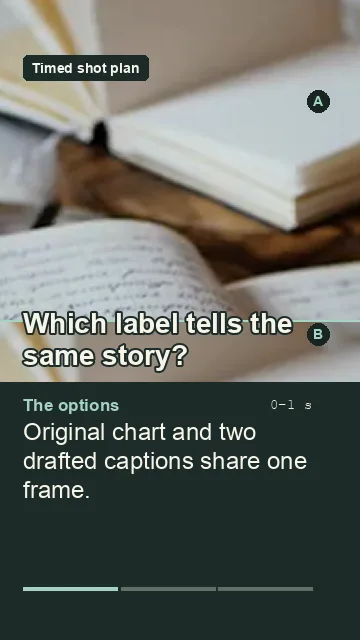 Timed shot plan
A
Which label tells the
same story?
B
The options
0–1 s
Original chart and two
drafted captions share one
frame.